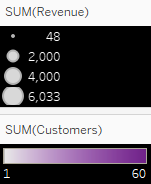 SUM(Revenue)
48
2,000
4,000
6,033
SUM(Customers)
1 60